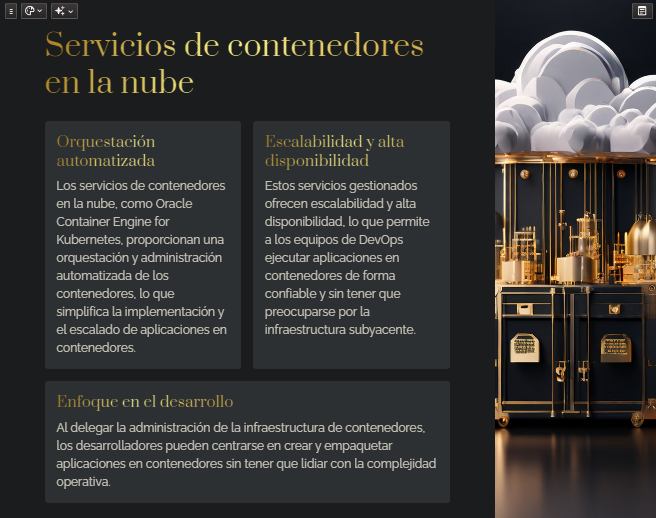 Servicios de contenedores
en la nube
Orquestación
automatizada
Los servicios de contenedores
en la nube, como Oracle
Container Engine for
Kubernetes, proporcionan una
orquestación y administración
automatizada de los
contenedores, lo que
simplifica la implementación y
el escalado de aplicaciones en
contenedores.
Escalabilidad y alta
disponibilidad
Estos servicios gestionados
ofrecen escalabilidad y alta
disponibilidad, lo que permite
a los equipos de DevOps
ejecutar aplicaciones en
contenedores de forma
confiable y sin tener que
preocuparse por la
infraestructura subyacente.
Enfoque en el desarrollo
Al delegar la administración de la infraestructura de contenedores,
los desarrolladores pueden centrarse en crear y empaquetar
aplicaciones en contenedores sin tener que lidiar con la complejidad
operativa.